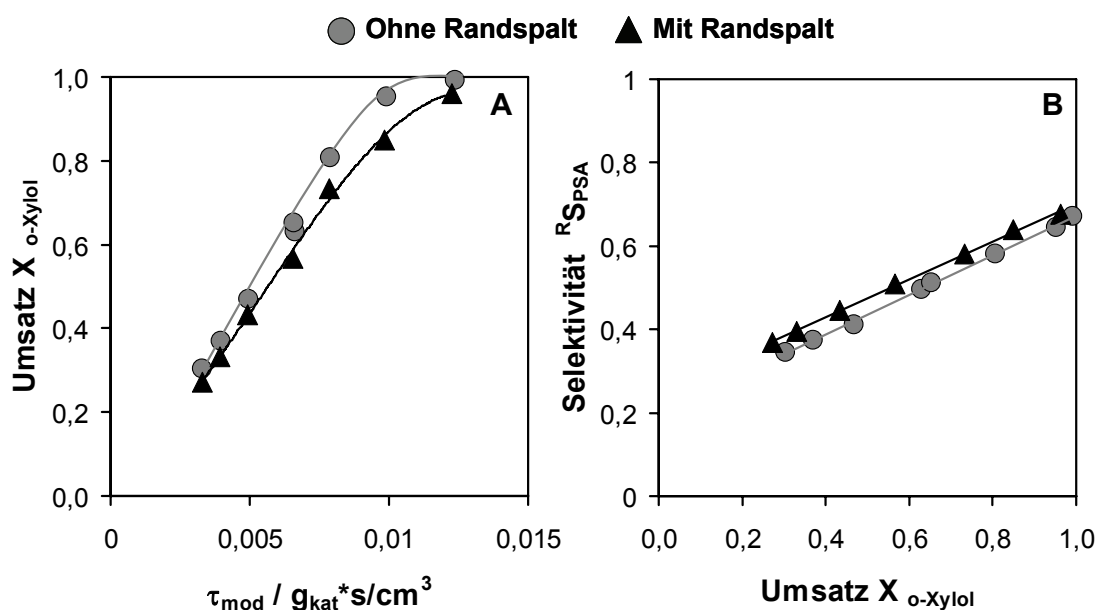 Ohne Randspalt Mit Randspalt
A
Umsatz X o-Xylol
1,0
0,8
0,6
0,4
0,2
0,0
0 0,005 0,01 0,015
τmod / gkat*s/cm³
B
Selektivität ᴿSPSA
1
0,8
0,6
0,4
0,2
0
0,0 0,2 0,4 0,6 0,8 1,0
Umsatz X o-Xylol